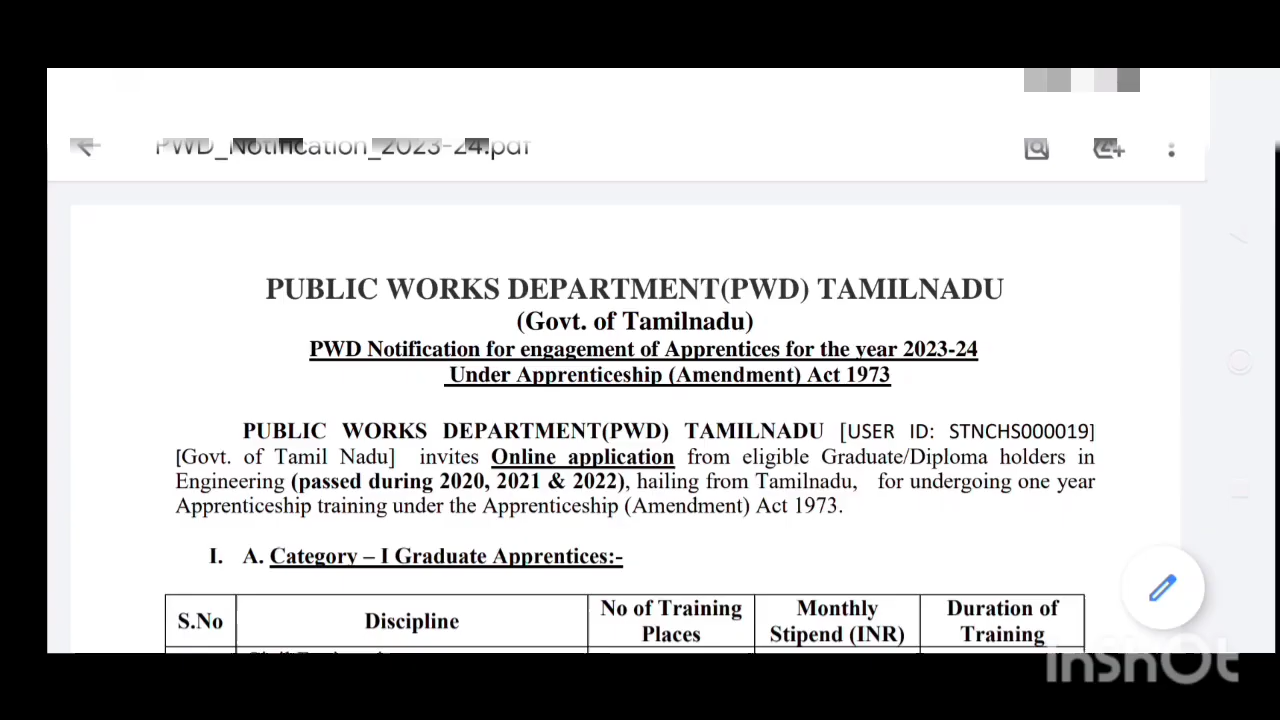 PWD_Notification_2023-24.pdf
PUBLIC WORKS DEPARTMENT(PWD) TAMILNADU
(Govt. of Tamilnadu)
PWD Notification for engagement of Apprentices for the year 2023-24
Under Apprenticeship (Amendment) Act 1973
PUBLIC WORKS DEPARTMENT(PWD) TAMILNADU [USER ID: STNCHS000019]
[Govt. of Tamil Nadu] invites Online application from eligible Graduate/Diploma holders in
Engineering (passed during 2020, 2021 & 2022), hailing from Tamilnadu, for undergoing one year
Apprenticeship training under the Apprenticeship (Amendment) Act 1973.
I. A. Category – I Graduate Apprentices:-
S.No Discipline No of Training Places Monthly Stipend (INR) Duration of Training
InShOt